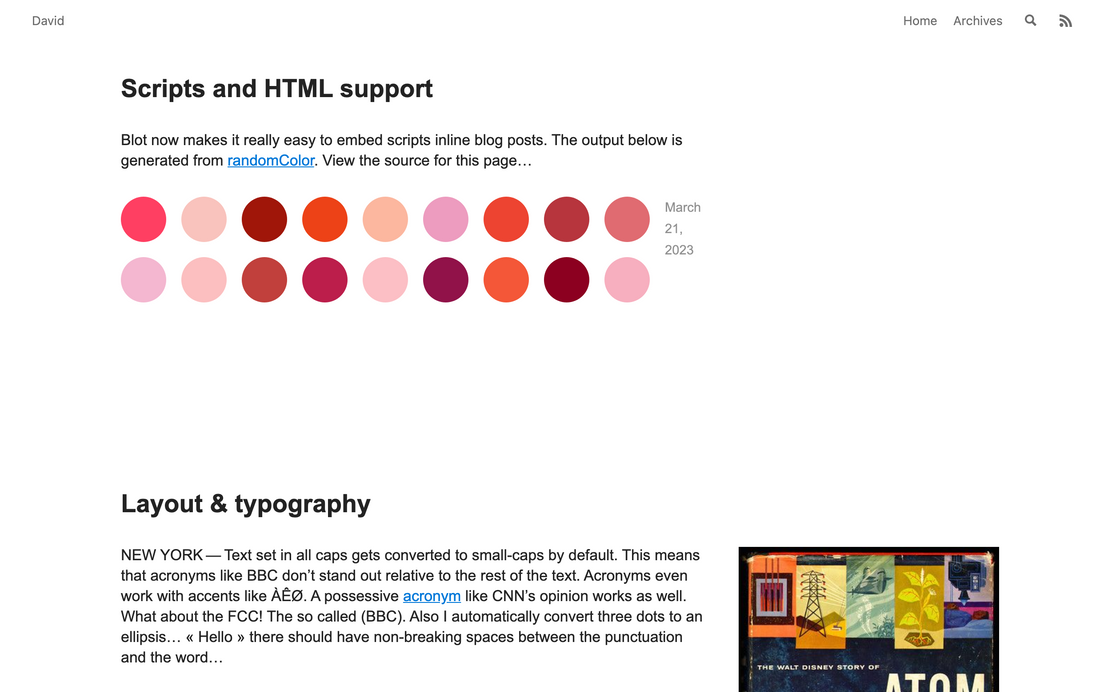 David
Home
Archives
Scripts and HTML support
Blot now makes it really easy to embed scripts inline blog posts. The output below is
generated from randomColor. View the source for this page…
March
21,
2023
Layout & typography
NEW YORK — Text set in all caps gets converted to small-caps by default. This means
that acronyms like BBC don’t stand out relative to the rest of the text. Acronyms even
work with accents like ÀÊØ. A possessive acronym like CNN’s opinion works as well.
What about the FCC! The so called (BBC). Also I automatically convert three dots to an
ellipsis… « Hello » there should have non-breaking spaces between the punctuation
and the word…
THE WALT DISNEY STORY OF
ATOM